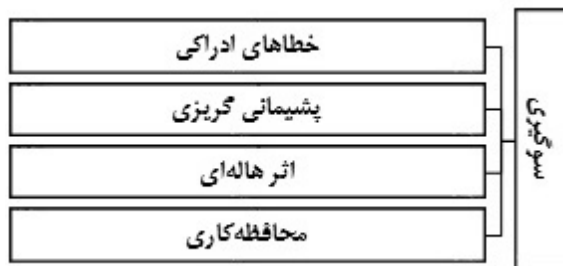 سوگیری
خطاهای ادراکی
پشیمانی گریزی
اثر هاله‌ای
محافظه‌کاری